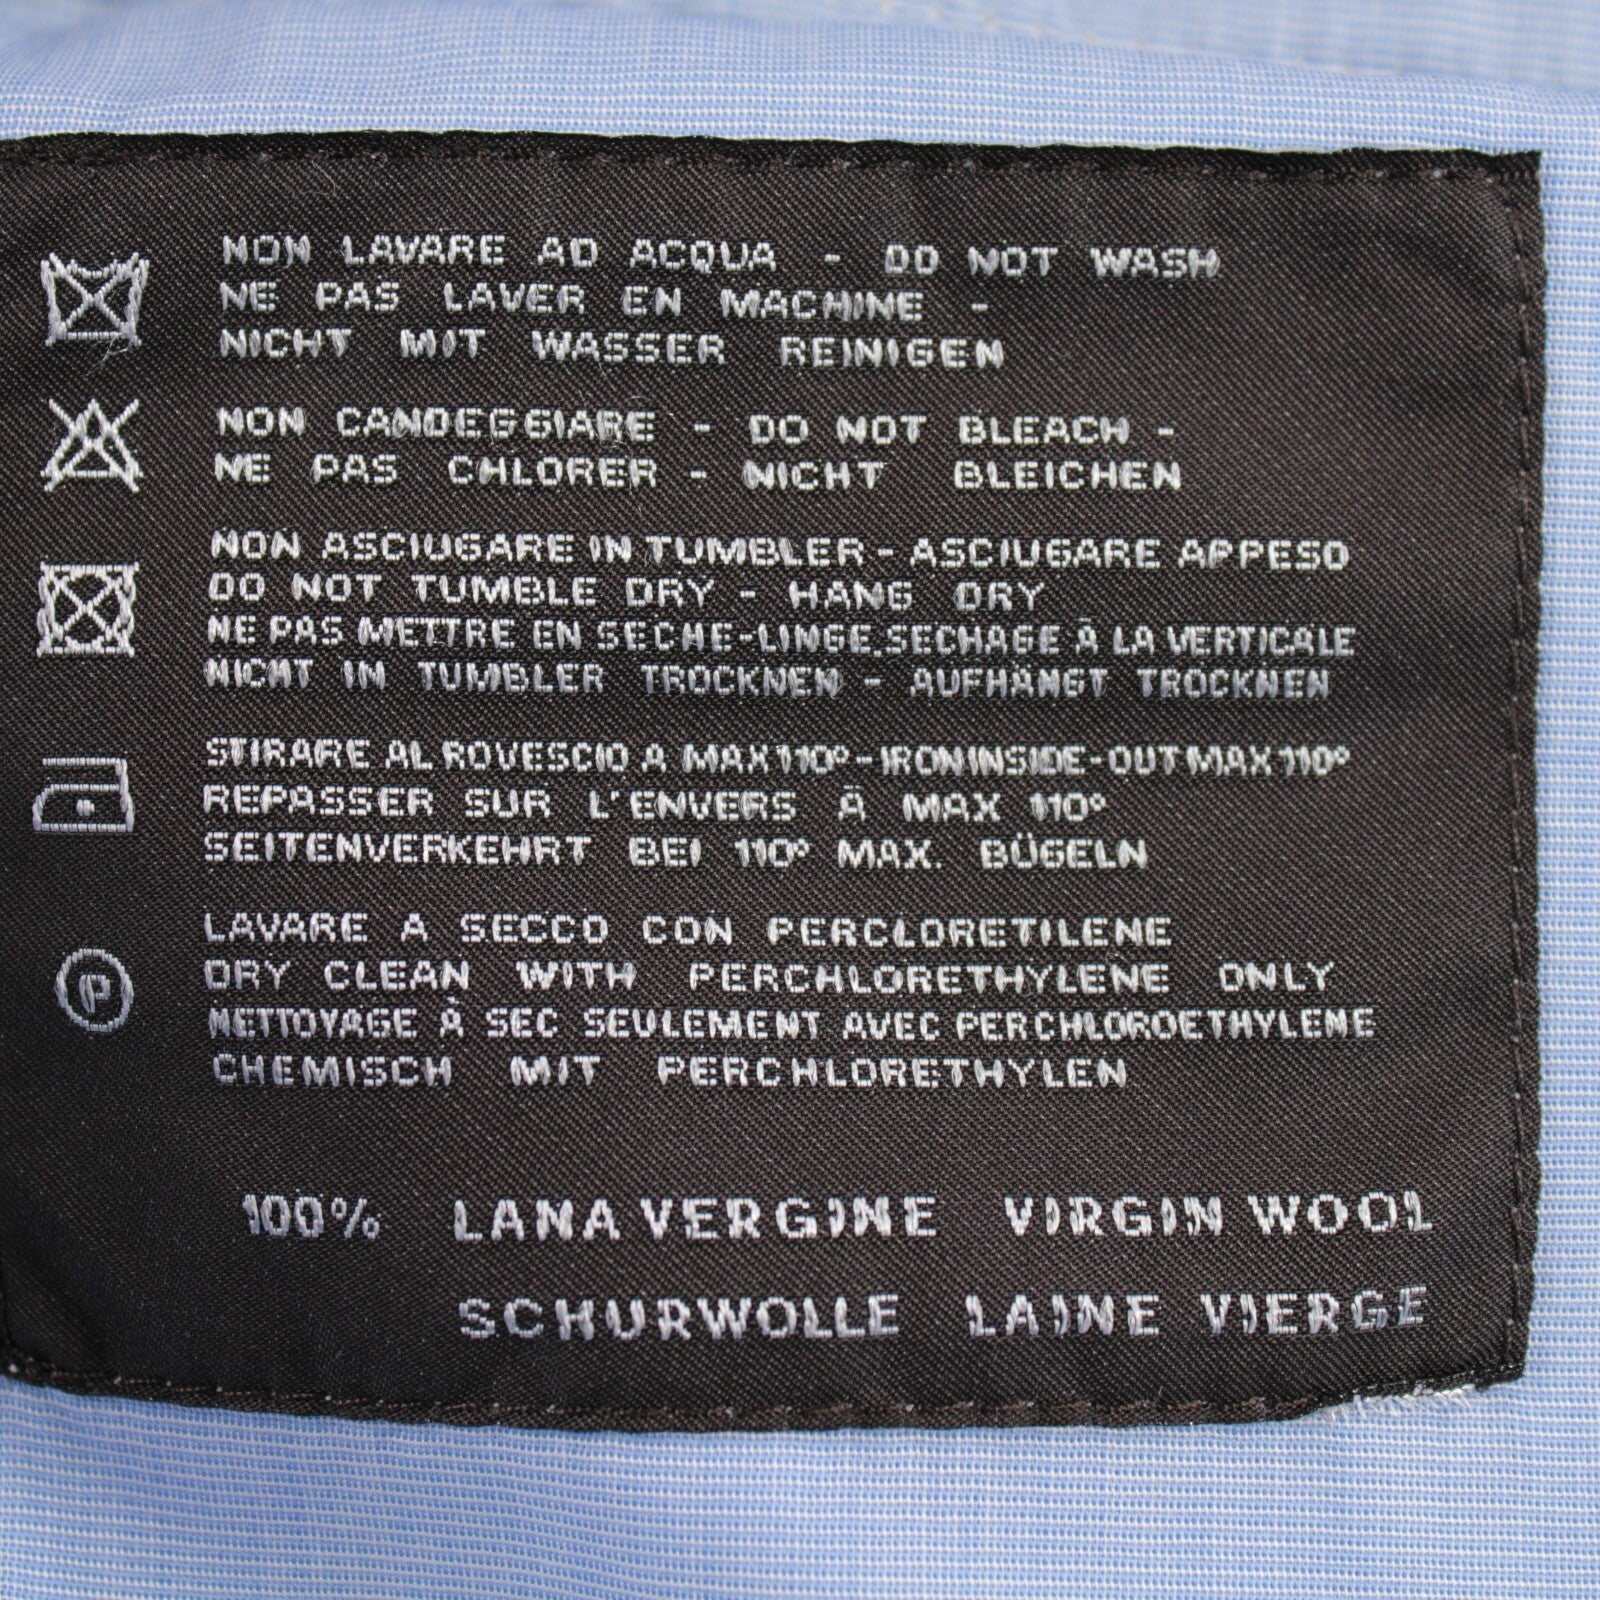 NON LAVARE AD ACQUA - DO NOT WASH
NE PAS LAVER EN MACHINE -
NICHT MIT WASSER REINIGEN
NON CANDEGGIARE - DO NOT BLEACH -
NE PAS CHLORER - NICHT BLEICHEN
NON ASCIUGARE IN TUMBLER - ASCIUGARE APPESO
DO NOT TUMBLE DRY - HANG DRY
NE PAS METTRE EN SECHE-LINGE.SECHAGE À LA VERTICALE
NICHT IN TUMBLER TROCKNEN - AUFHÄNGT TROCKNEN
STIRARE AL ROVESCIO A MAX 110° - IRON INSIDE-OUT MAX 110°
REPASSER SUR L'ENVERS À MAX 110°
SEITENVERKEHRT BEI 110° MAX. BÜGELN
LAVARE A SECCO CON PERCLORETILENE
P DRY CLEAN WITH PERCHLORETHYLENE ONLY
NETTOYAGE À SEC SEULEMENT AVEC PERCHLOROETHYLENE
CHEMISCH MIT PERCHLORETHYLEN
100% LANA VERGINE VIRGIN WOOL
SCHURWOLLE LAINE VIERGE